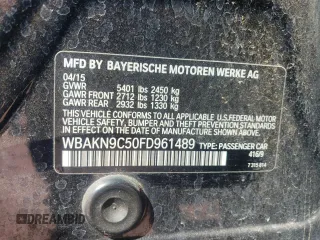 MFD BY BAYERISCHE MOTOREN WERKE AG
04/15
GVWR 5401 lbs 2450 kg
GAWR FRONT 2712 lbs 1230 kg
GAWR REAR 2932 lbs 1330 kg
THIS VEHICLE CONFORMS TO ALL APPLICABLE U.S. FEDERAL MOTOR
VEHICLE SAFETY, BUMPER, AND THEFT PREVENTION
STANDARDS IN EFFECT ON THE DATE OF MANUFACTURE
SHOWN ABOVE.
WBAKN9C50FD961489 TYPE: PASSENGER CAR
416/9
DREAMBID